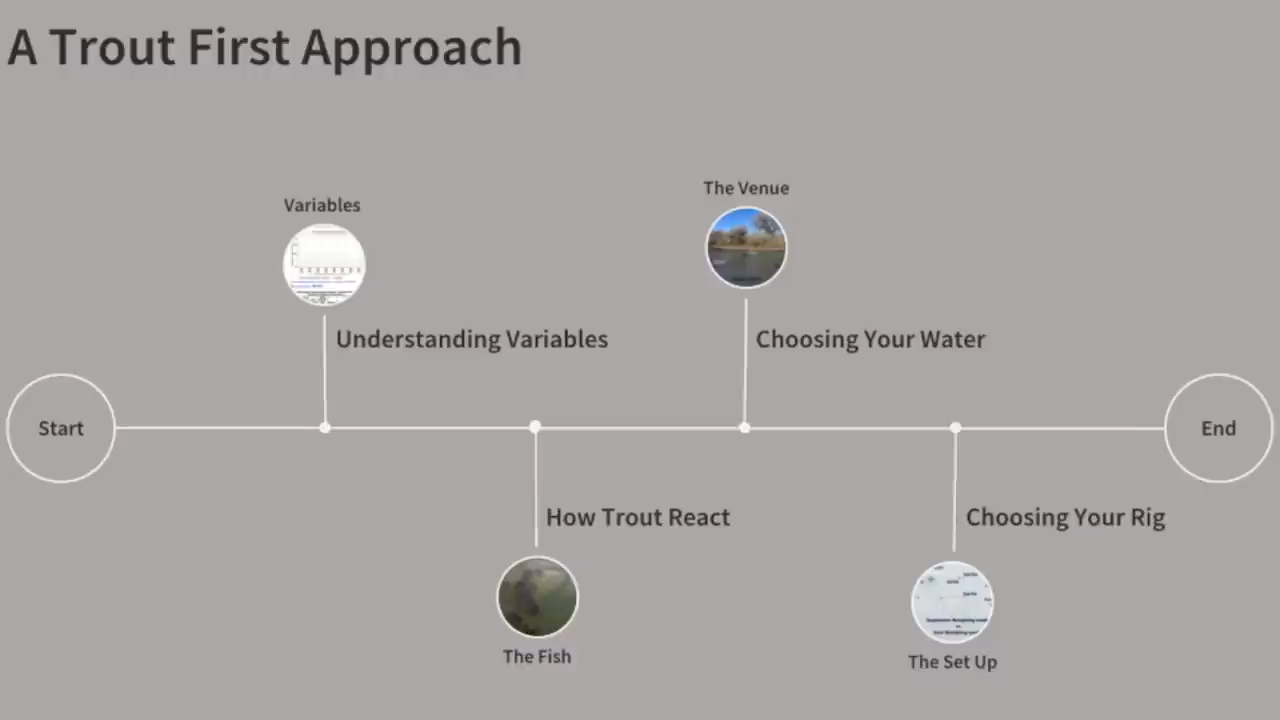 A Trout First Approach
The Venue
Variables
Understanding Variables
Choosing Your Water
Start
End
How Trout React
Choosing Your Rig
The Fish
The Set Up